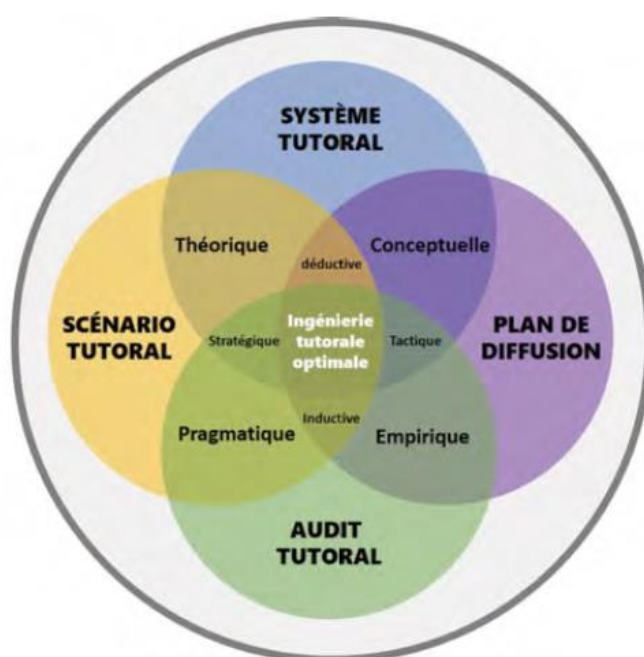 SYSTÈME
TUTORAL
Théorique
déductive
Conceptuelle
SCÉNARIO
TUTORAL
Stratégique
Ingénierie
tutorale
optimale
Tactique
PLAN DE
DIFFUSION
Pragmatique
Inductive
Empirique
AUDIT
TUTORAL